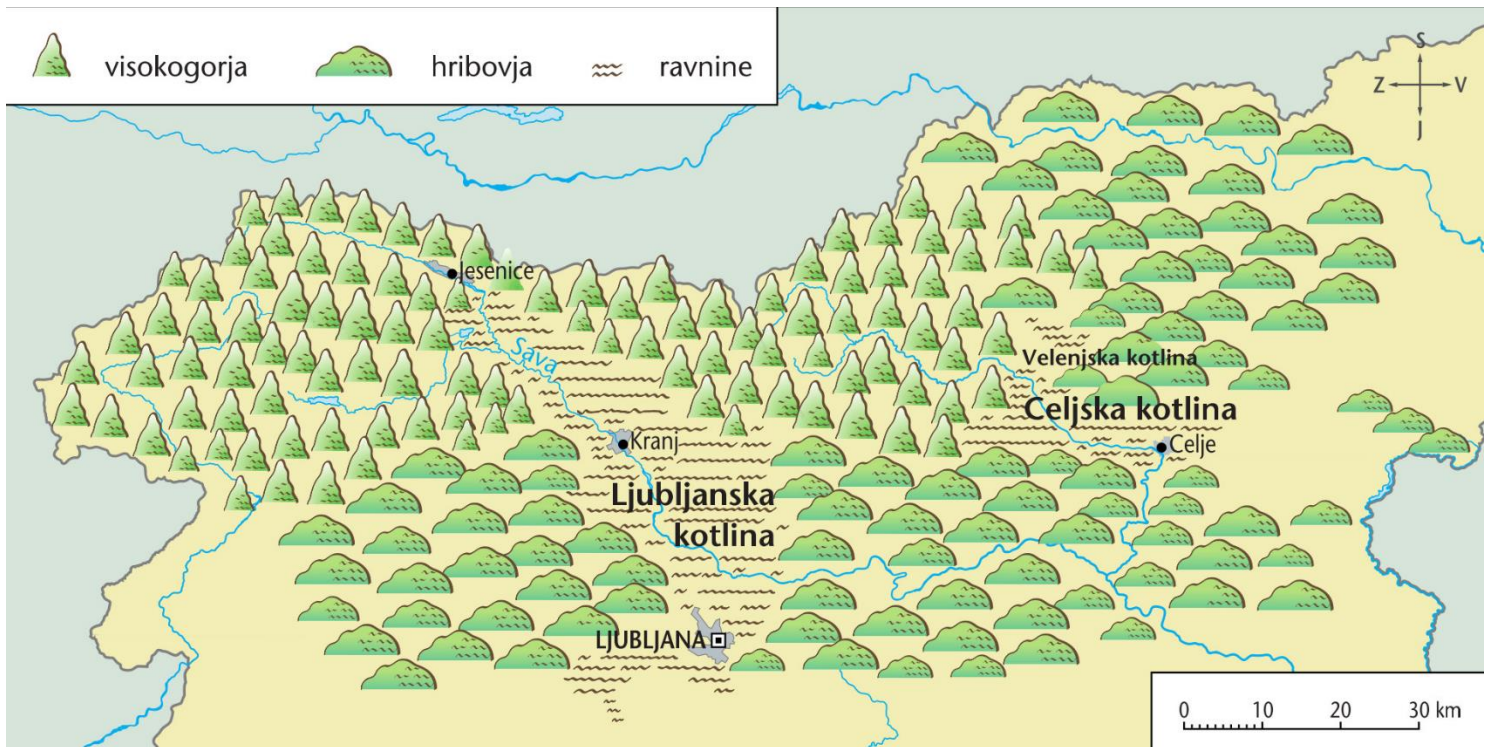 visokogorja
hribovja
ravnine
S
Z
V
J
Jesenice
Sava
Velenjska kotlina
Celjska kotlina
Kranj
Celje
Ljubljanska
kotlina
LJUBLJANA
0 10 20 30 km